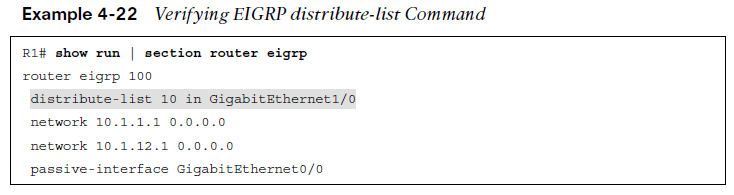 Example 4-22 Verifying EIGRP distribute-list Command
R1# show run | section router eigrp
router eigrp 100
distribute-list 10 in GigabitEthernet1/0
network 10.1.1.1 0.0.0.0
network 10.1.12.1 0.0.0.0
passive-interface GigabitEthernet0/0